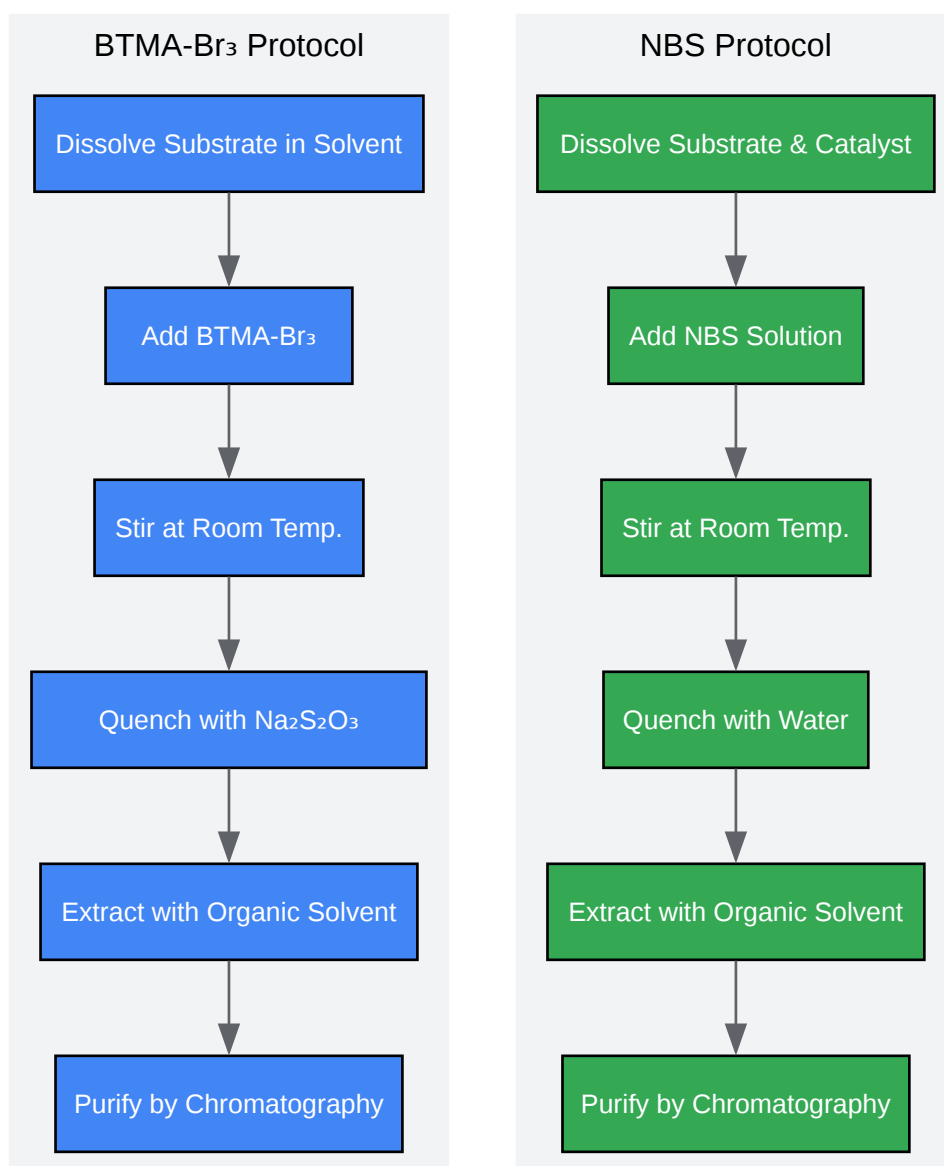 BTMA-Br₃ Protocol
Dissolve Substrate in Solvent
Add BTMA-Br₃
Stir at Room Temp.
Quench with Na₂S₂O₃
Extract with Organic Solvent
Purify by Chromatography
NBS Protocol
Dissolve Substrate & Catalyst
Add NBS Solution
Stir at Room Temp.
Quench with Water
Extract with Organic Solvent
Purify by Chromatography